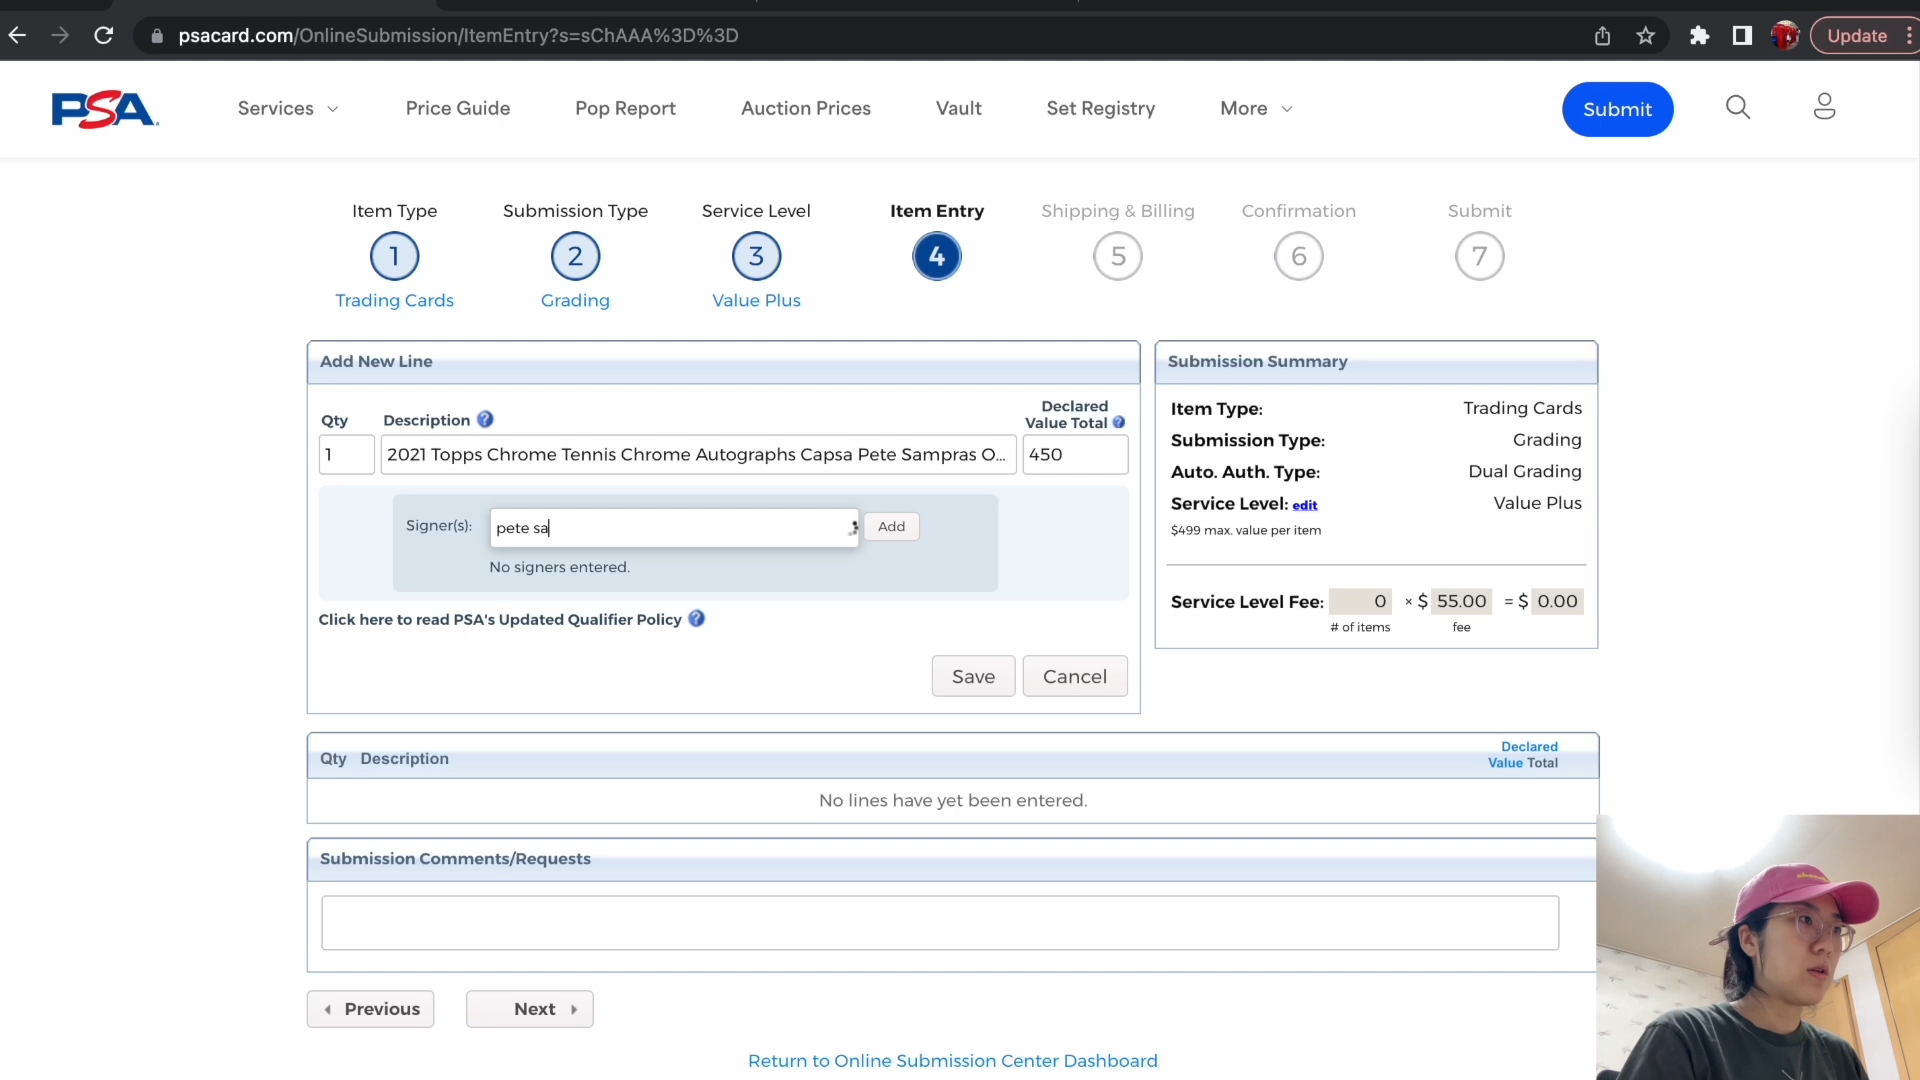 psacard.com/OnlineSubmission/ItemEntry?s=sChAAA%3D%3D
Update
PSA
Services
Price Guide
Pop Report
Auction Prices
Vault
Set Registry
More
Submit
Item Type
Submission Type
Service Level
Item Entry
Shipping & Billing
Confirmation
Submit
1
2
3
4
5
6
7
Trading Cards
Grading
Value Plus
Add New Line
Qty
Description ?
Declared
Value Total ?
1
2021 Topps Chrome Tennis Chrome Autographs Capsa Pete Sampras O...
450
Signer(s):
pete sa
Add
No signers entered.
Click here to read PSA's Updated Qualifier Policy ?
Save
Cancel
Submission Summary
Item Type: Trading Cards
Submission Type: Grading
Auto. Auth. Type: Dual Grading
Service Level: edit Value Plus
$499 max. value per item
Service Level Fee: 0 × $ 55.00 = $ 0.00
# of items fee
Qty Description
Declared
Value Total
No lines have yet been entered.
Submission Comments/Requests
Previous
Next
Return to Online Submission Center Dashboard